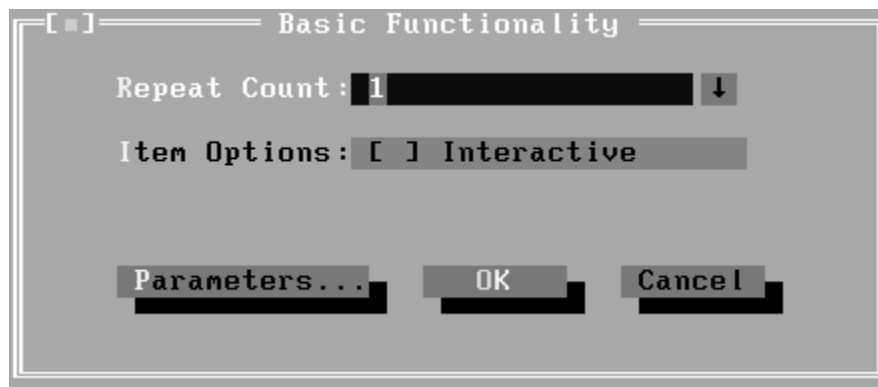 [■] Basic Functionality
Repeat Count: 1 ↓
Item Options: [ ] Interactive
Parameters... OK Cancel